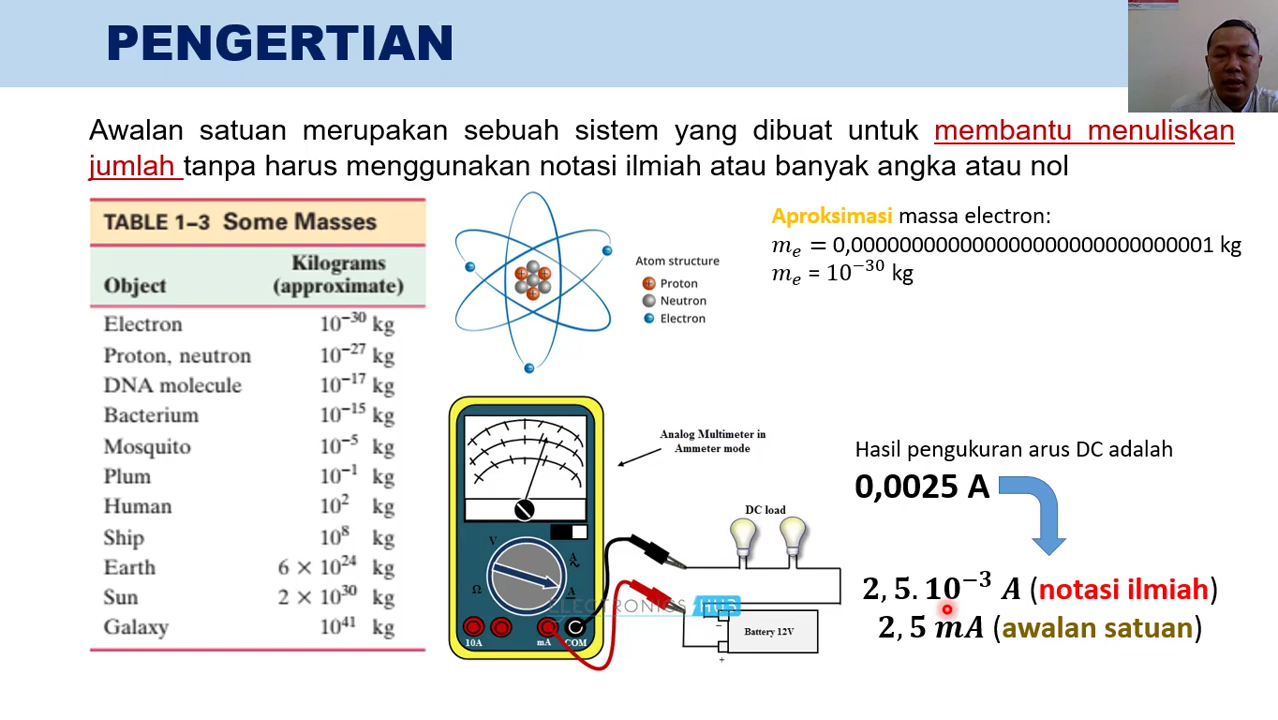 PENGERTIAN
Awalan satuan merupakan sebuah sistem yang dibuat untuk membantu menuliskan
jumlah tanpa harus menggunakan notasi ilmiah atau banyak angka atau nol
TABLE 1–3 Some Masses
Object Kilograms (approximate)
Electron 10⁻³⁰ kg
Proton, neutron 10⁻²⁷ kg
DNA molecule 10⁻¹⁷ kg
Bacterium 10⁻¹⁵ kg
Mosquito 10⁻⁵ kg
Plum 10⁻¹ kg
Human 10² kg
Ship 10⁸ kg
Earth 6 × 10²⁴ kg
Sun 2 × 10³⁰ kg
Galaxy 10⁴¹ kg
Atom structure
Proton
Neutron
Electron
Aproksimasi massa electron:
mₑ = 0,000000000000000000000000000001 kg
mₑ = 10⁻³⁰ kg
Analog Multimeter in
Ammeter mode
V
A
Ω
A
10A mA COM
DC load
ELECTRONICS HUB
−
Battery 12V
+
Hasil pengukuran arus DC adalah
0,0025 A
2,5.10⁻³ A (notasi ilmiah)
2,5 mA (awalan satuan)